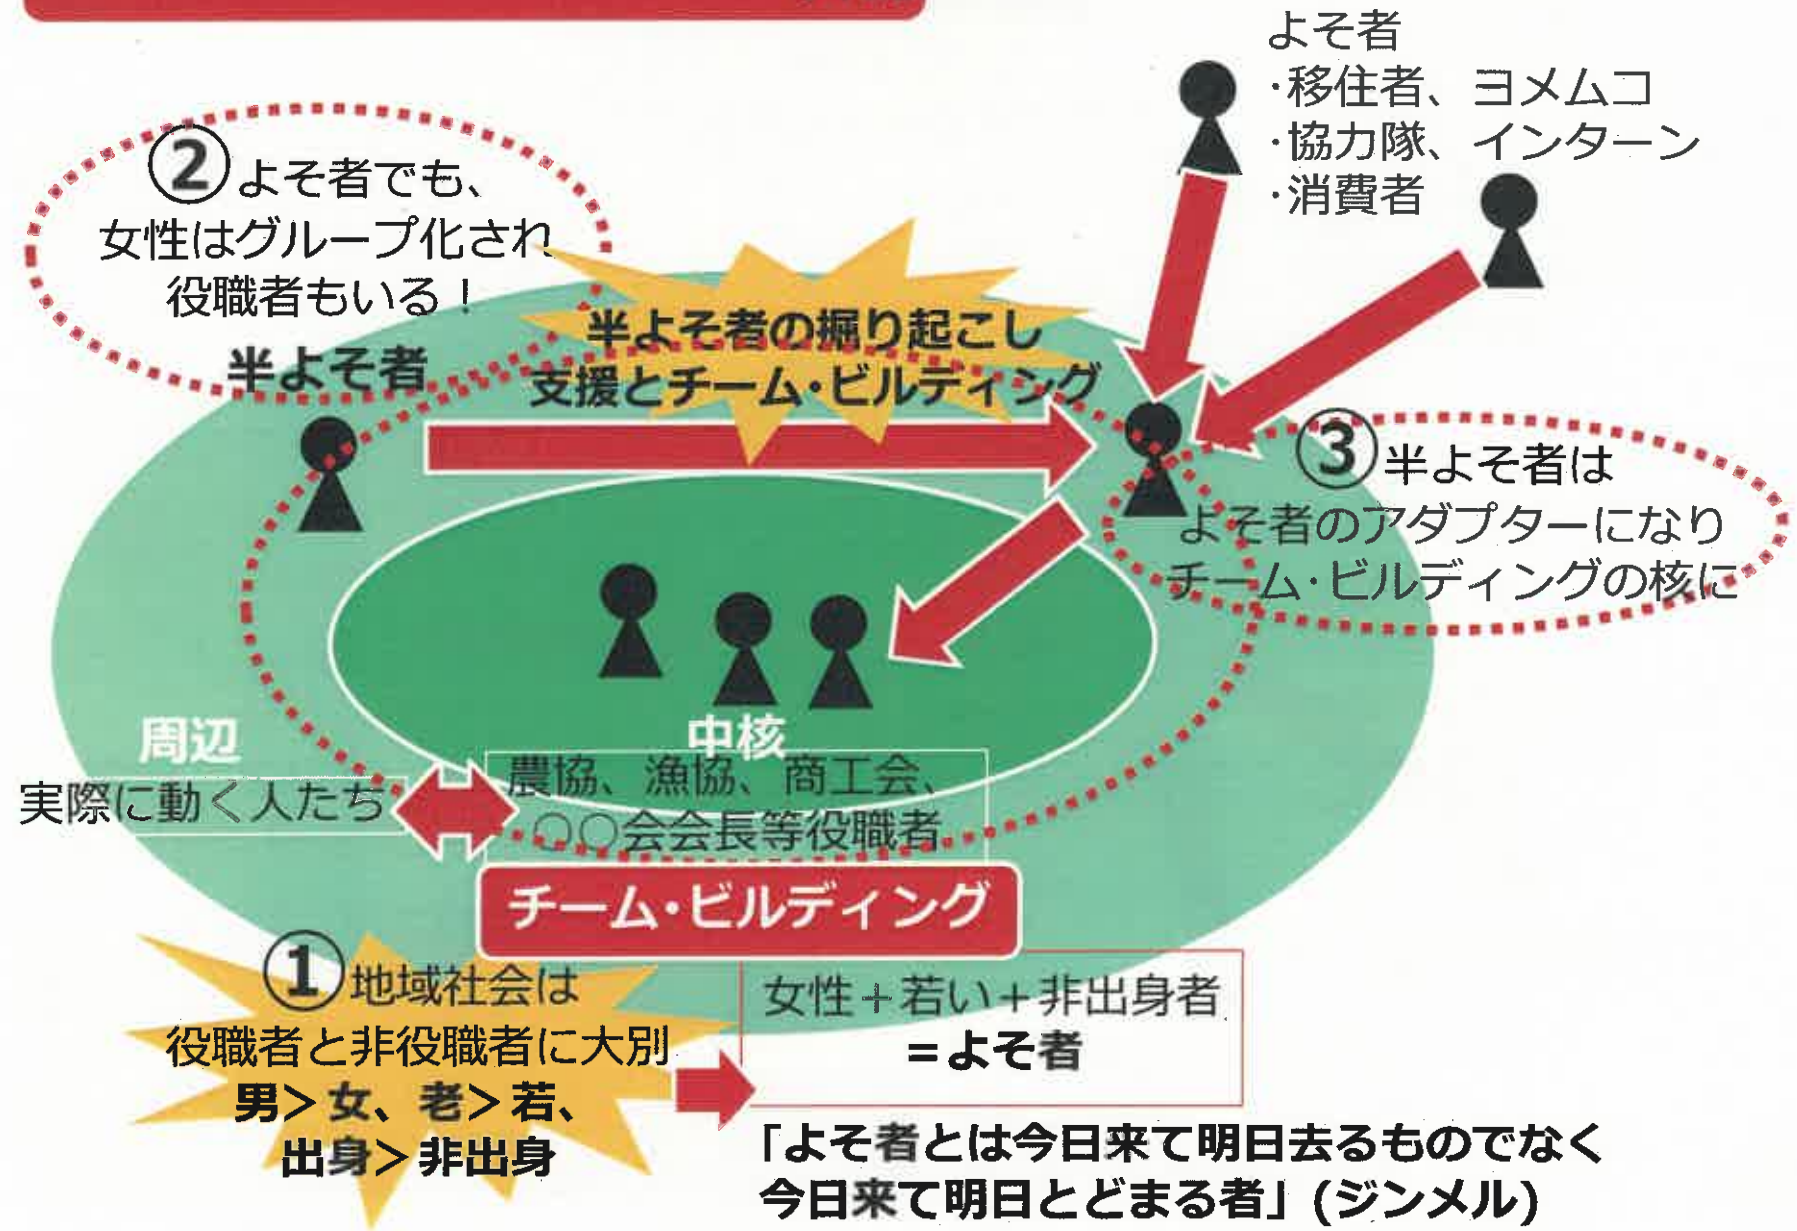 よそ者
・移住者、ヨメムコ
・協力隊、インターン
・消費者
②よそ者でも、
女性はグループ化され
役職者もいる！
半よそ者
半よそ者の掘り起こし
支援とチーム・ビルディング
③半よそ者は
よそ者のアダプターになり
チーム・ビルディングの核に
周辺
実際に動く人たち
中核
農協、漁協、商工会、
○○会会長等役職者
チーム・ビルディング
①地域社会は
役職者と非役職者に大別
男＞女、老＞若、
出身＞非出身
女性＋若い＋非出身者
＝よそ者
「よそ者とは今日来て明日去るものでなく
今日来て明日とどまる者」(ジンメル)